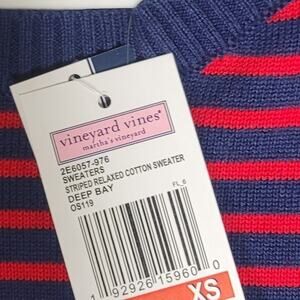 vineyard vines®
martha's vineyard
2E6057-976
SWEATERS
STRIPED RELAXED COTTON SWEATER
DEEP BAY
OS119
FL_6
1 92926 15960 0
XS